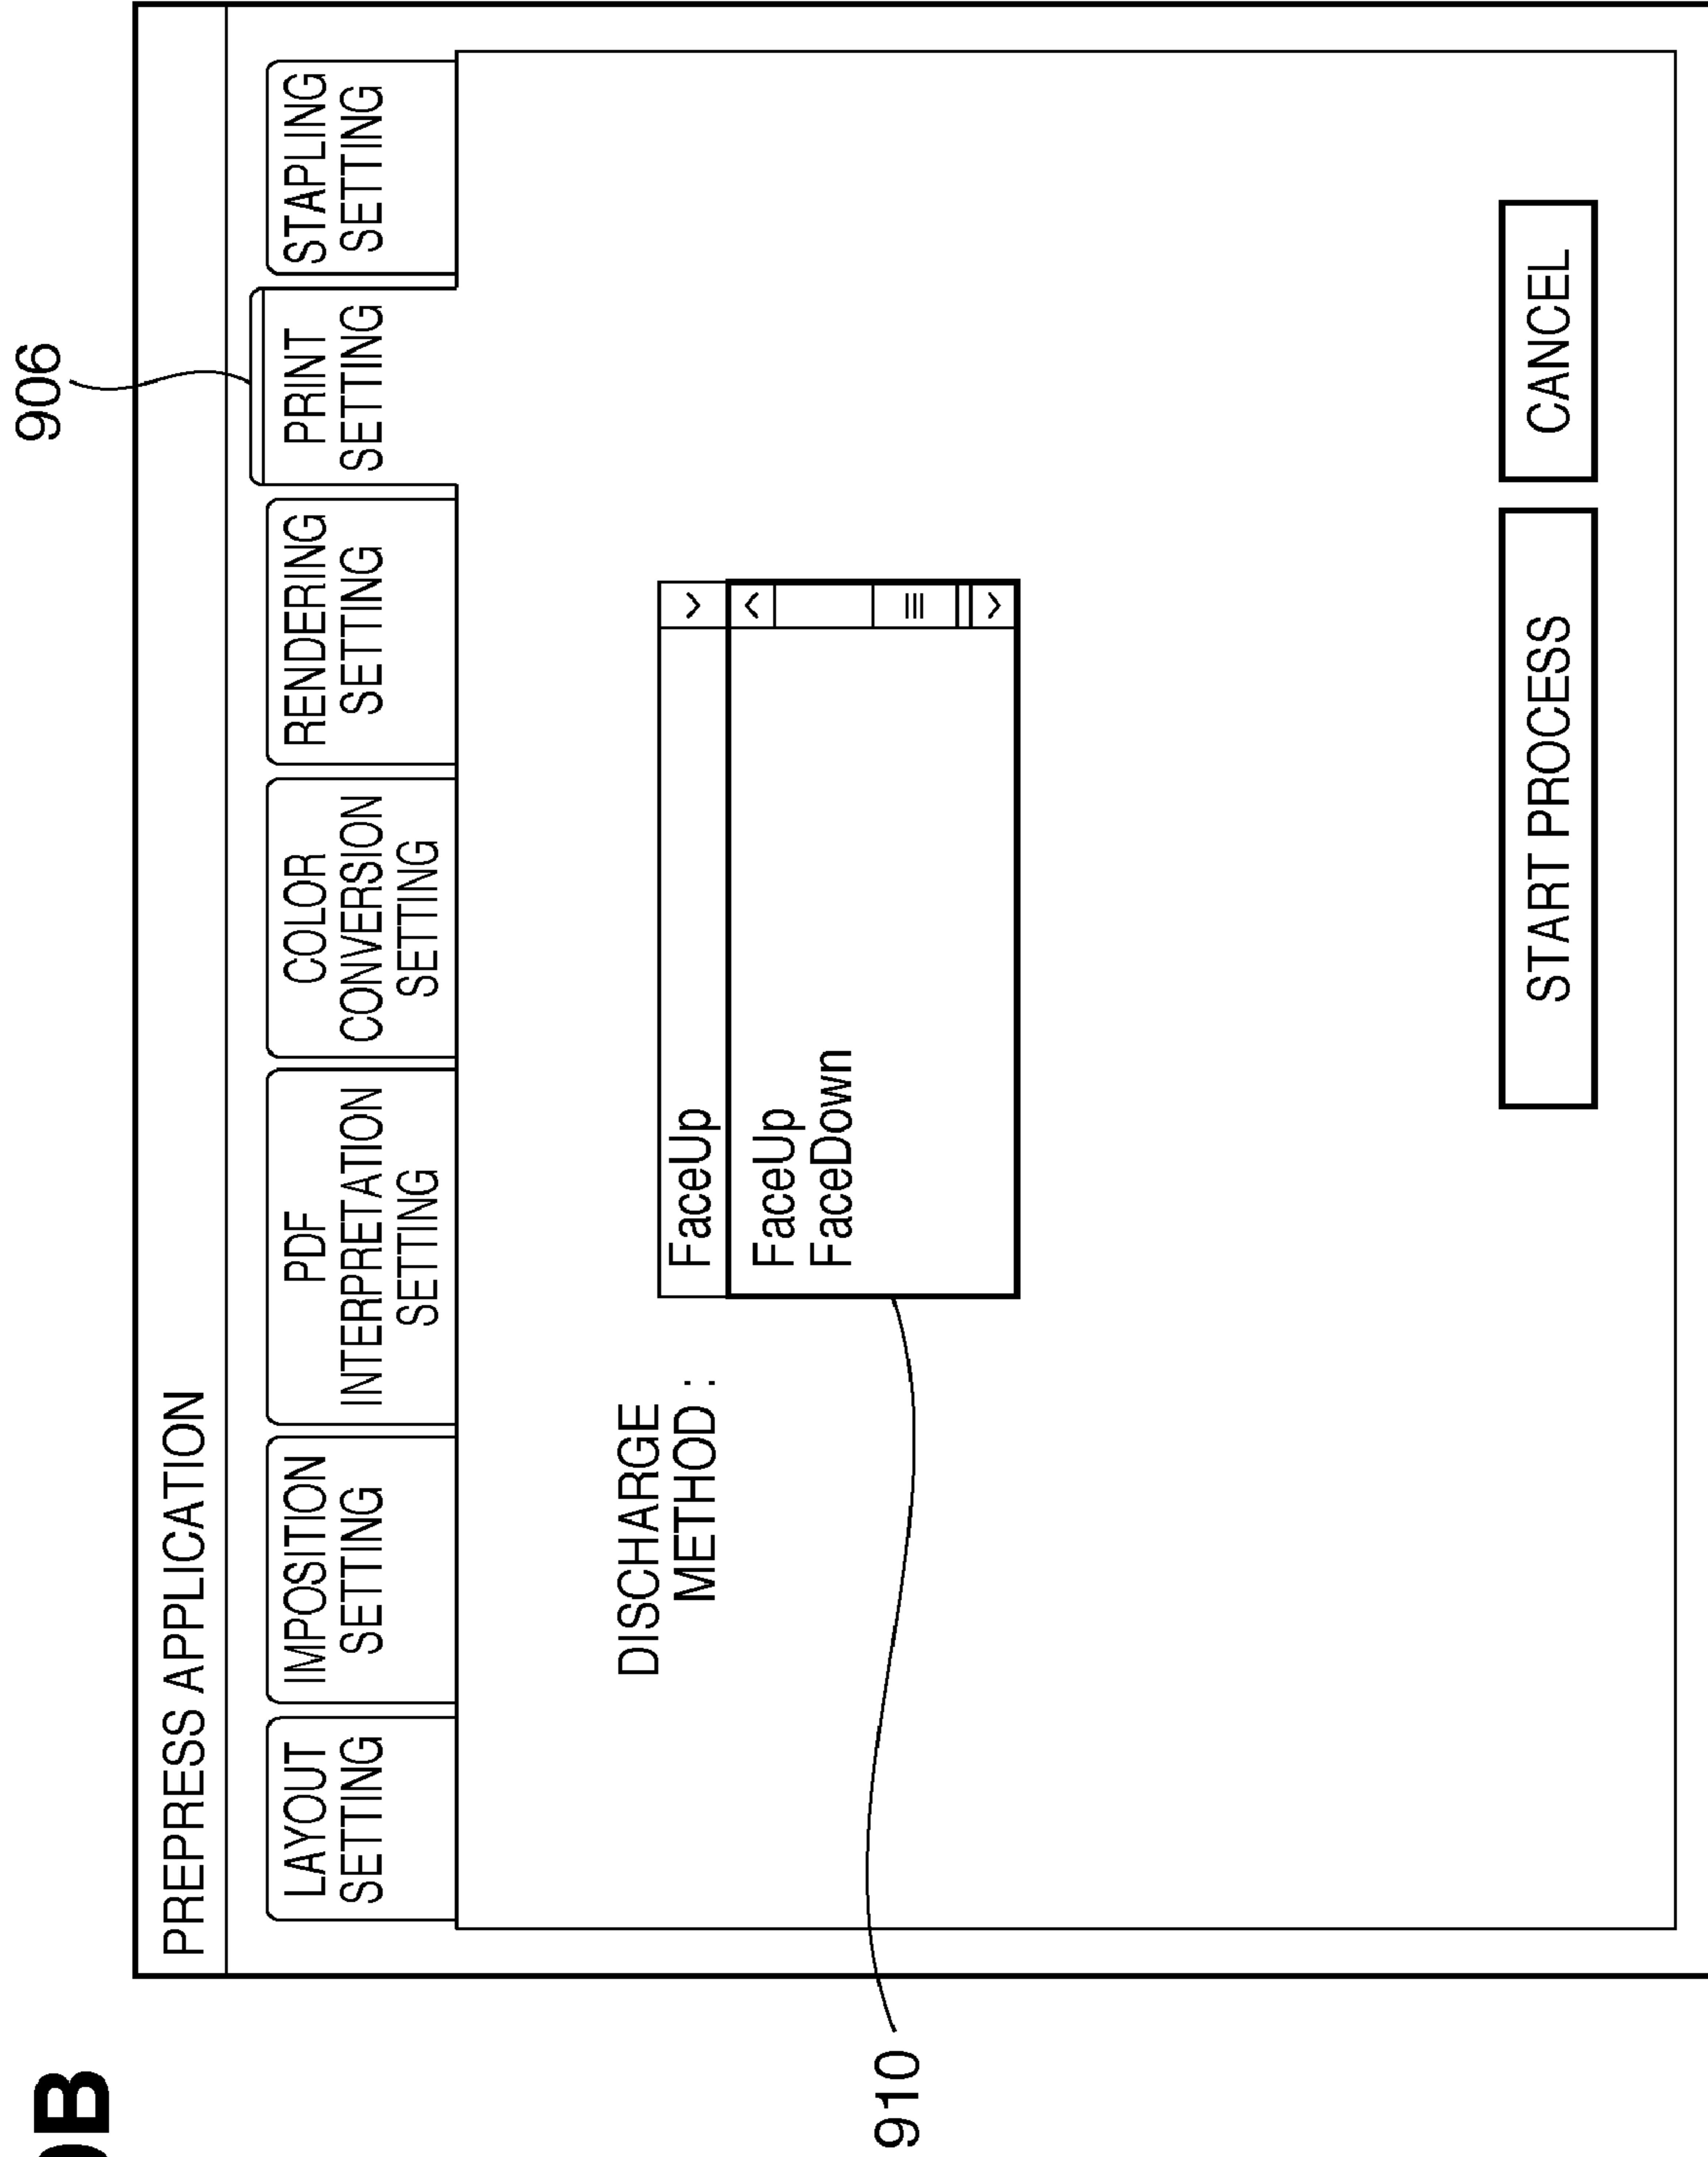 B
906
PREPRESS APPLICATION
LAYOUT
SETTING
IMPOSITION
SETTING
PDF
INTERPRETATION
SETTING
COLOR
CONVERSION
SETTING
RENDERING
SETTING
PRINT
SETTING
STAPLING
SETTING
DISCHARGE
METHOD :
FaceUp
FaceUp
FaceDown
910
START PROCESS
CANCEL